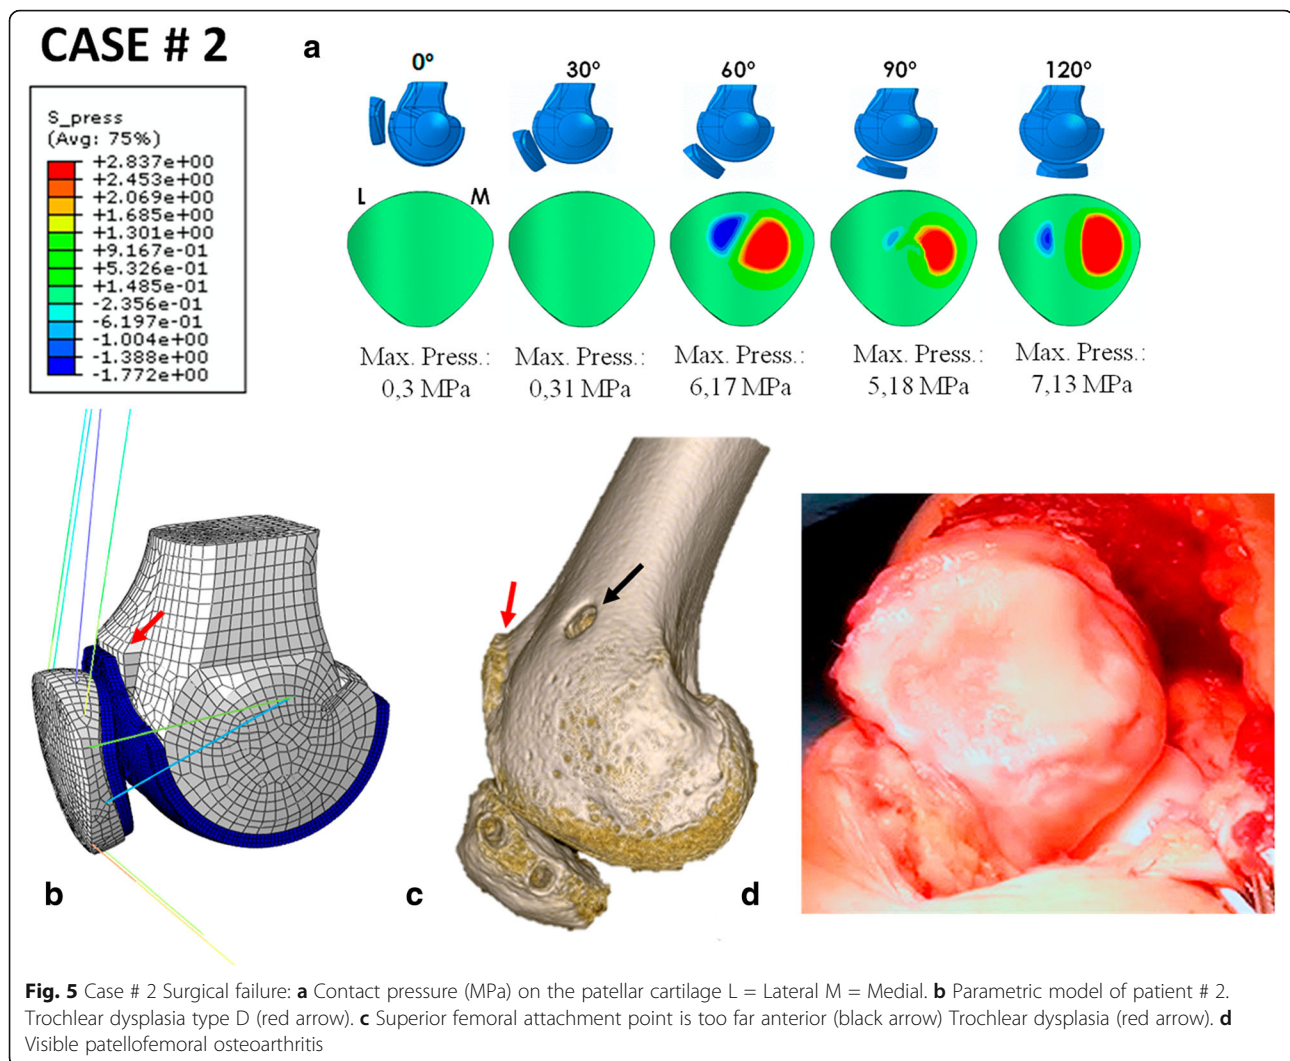 CASE # 2
a
0º 30º 60º 90º 120º
S_press
(Avg: 75%)
+2.837e+00
+2.453e+00
+2.069e+00
+1.685e+00
+1.301e+00
+9.167e-01
+5.326e-01
+1.485e-01
-2.356e-01
-6.197e-01
-1.004e+00
-1.388e+00
-1.772e+00
L M
Max. Press.: Max. Press.: Max. Press.: Max. Press.: Max. Press.:
0,3 MPa 0,31 MPa 6,17 MPa 5,18 MPa 7,13 MPa
b c d
Fig. 5 Case # 2 Surgical failure: a Contact pressure (MPa) on the patellar cartilage L = Lateral M = Medial. b Parametric model of patient # 2.
Trochlear dysplasia type D (red arrow). c Superior femoral attachment point is too far anterior (black arrow) Trochlear dysplasia (red arrow). d
Visible patellofemoral osteoarthritis